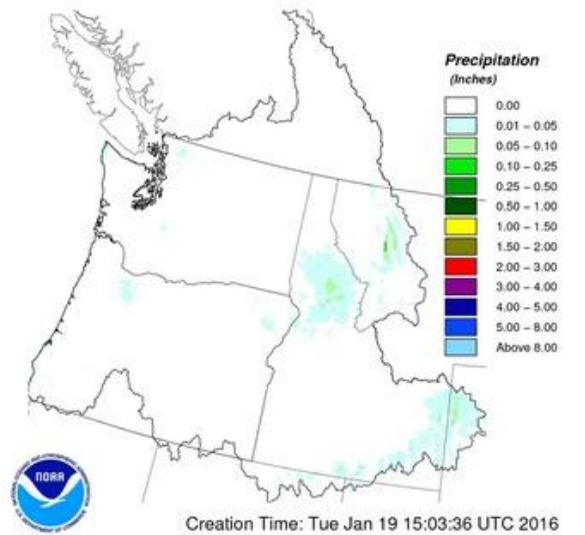 Precipitation
(Inches)
0.00
0.01 - 0.05
0.05 - 0.10
0.10 - 0.25
0.25 - 0.50
0.50 - 1.00
1.00 - 1.50
1.50 - 2.00
2.00 - 3.00
3.00 - 4.00
4.00 - 5.00
5.00 - 8.00
Above 8.00
NOAA
Creation Time: Tue Jan 19 15:03:36 UTC 2016